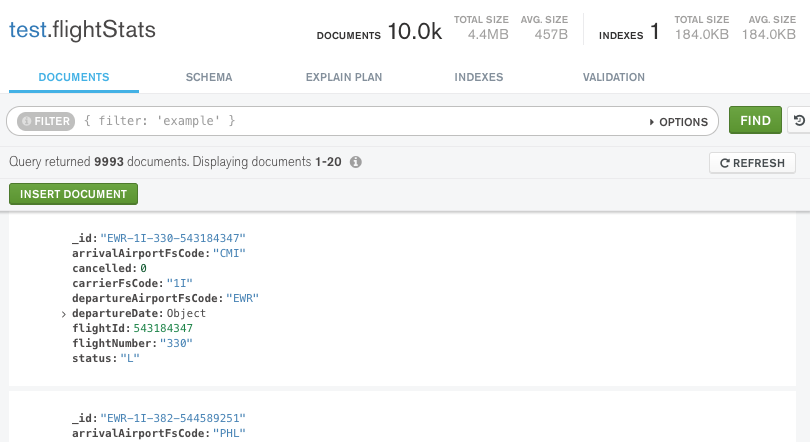 test.flightStats
DOCUMENTS 10.0k TOTAL SIZE 4.4MB AVG. SIZE 457B INDEXES 1 TOTAL SIZE 184.0KB AVG. SIZE 184.0KB
DOCUMENTS SCHEMA EXPLAIN PLAN INDEXES VALIDATION
FILTER { filter: 'example' } OPTIONS FIND
Query returned 9993 documents. Displaying documents 1-20 REFRESH
INSERT DOCUMENT
_id:"EWR-1I-330-543184347"
arrivalAirportFsCode:"CMI"
cancelled:0
carrierFsCode:"1I"
departureAirportFsCode:"EWR"
departureDate:Object
flightId:543184347
flightNumber:"330"
status:"L"
_id:"EWR-1I-382-544589251"
arrivalAirportFsCode:"PHL"